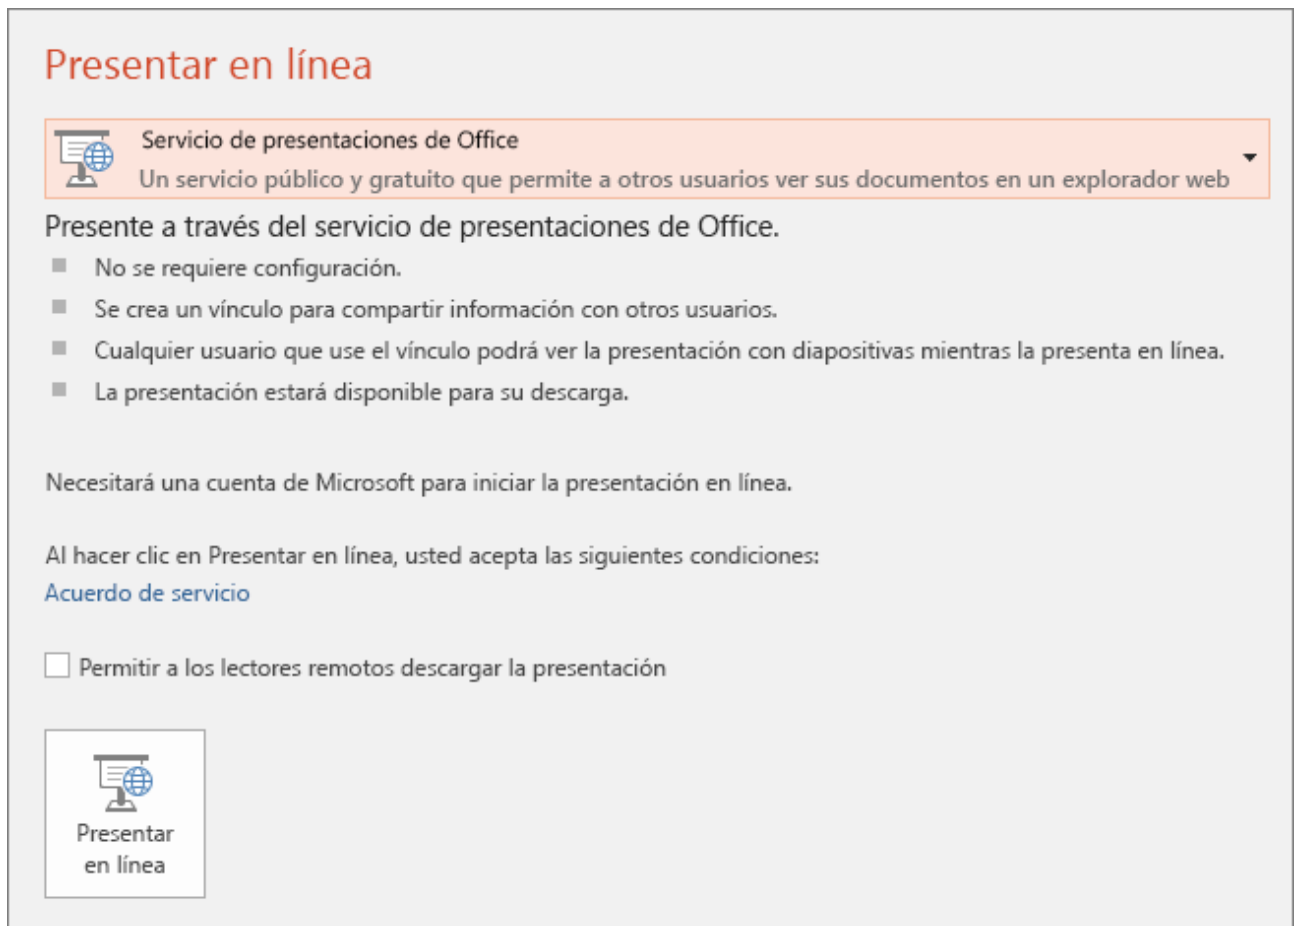 Presentar en línea
Servicio de presentaciones de Office
Un servicio público y gratuito que permite a otros usuarios ver sus documentos en un explorador web
Presente a través del servicio de presentaciones de Office.
No se requiere configuración.
Se crea un vínculo para compartir información con otros usuarios.
Cualquier usuario que use el vínculo podrá ver la presentación con diapositivas mientras la presenta en línea.
La presentación estará disponible para su descarga.
Necesitará una cuenta de Microsoft para iniciar la presentación en línea.
Al hacer clic en Presentar en línea, usted acepta las siguientes condiciones:
Acuerdo de servicio
Permitir a los lectores remotos descargar la presentación
Presentar
en línea